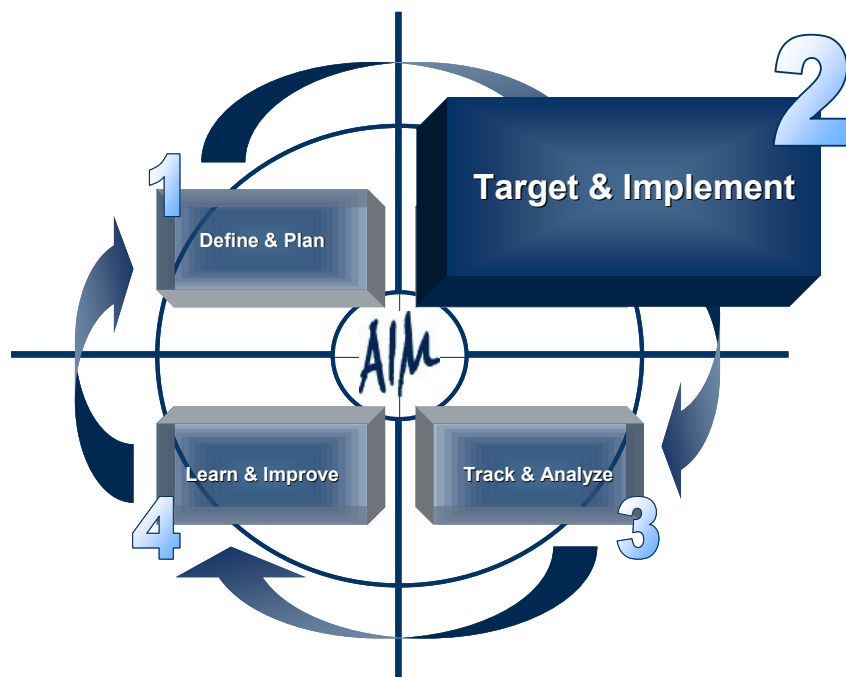 1
Define & Plan
2
Target & Implement
AIM
4
Learn & Improve
3
Track & Analyze